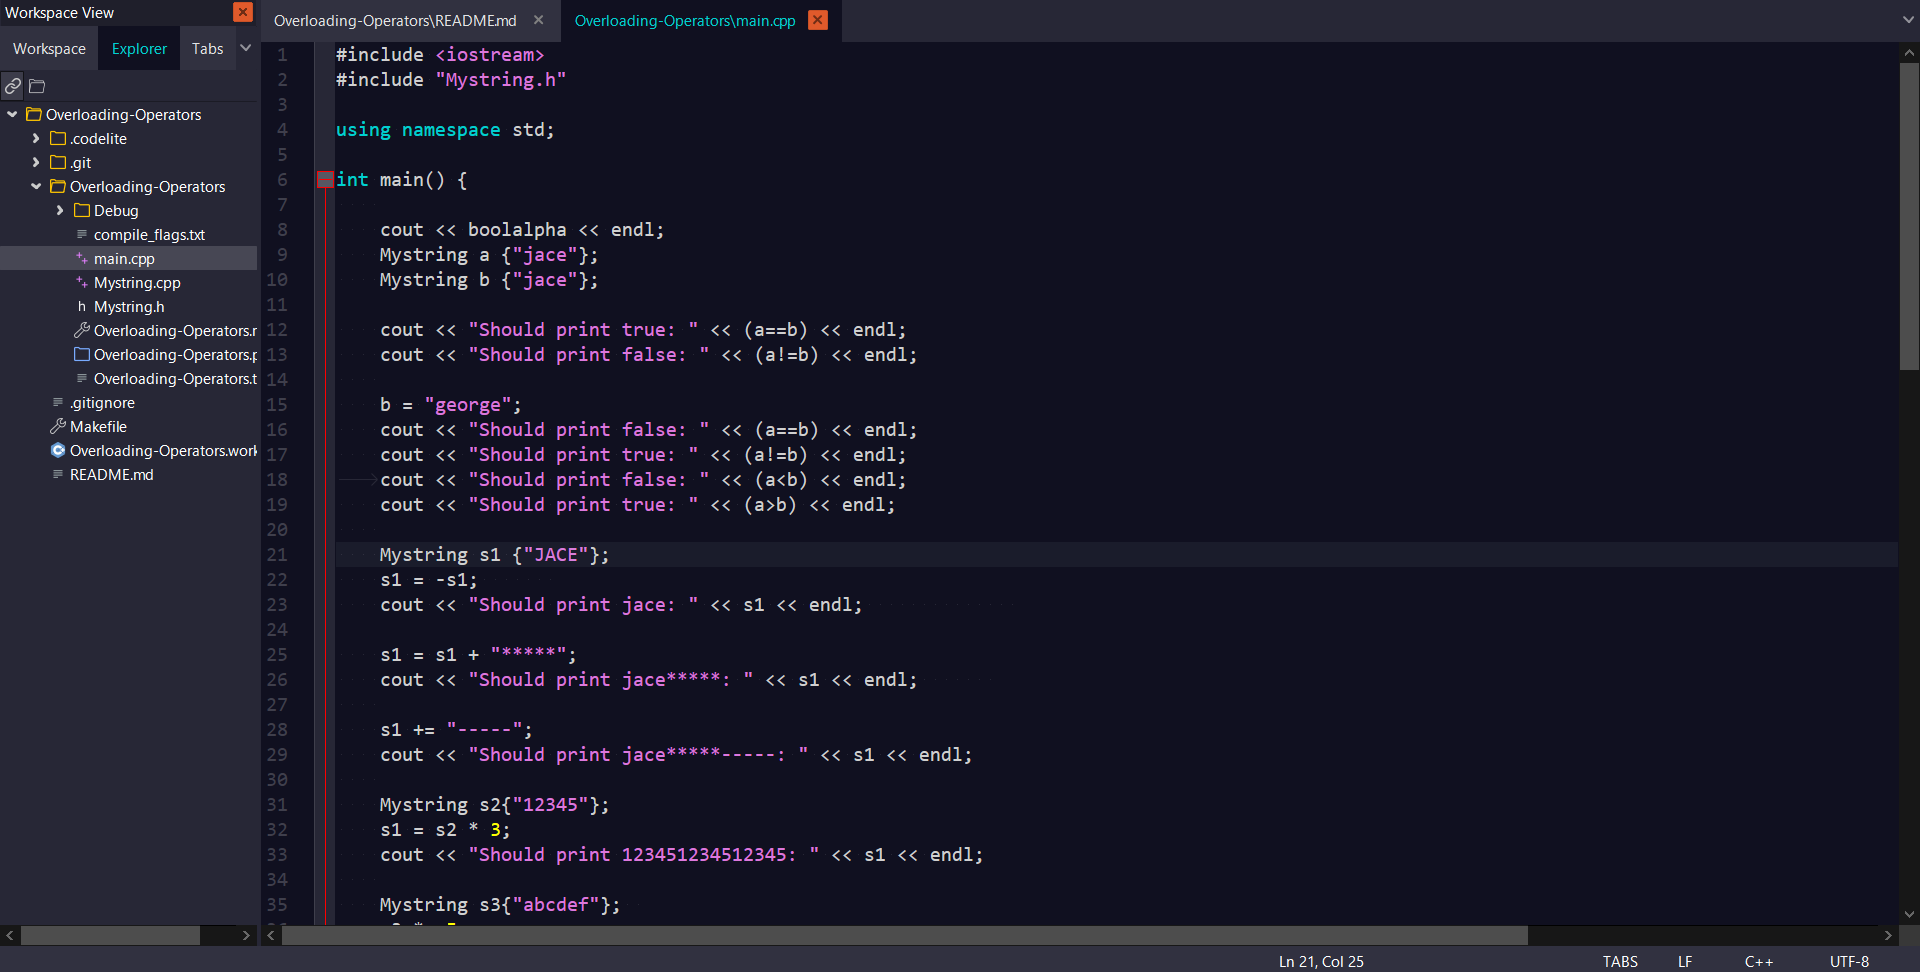 Workspace View
Workspace Explorer Tabs
Overloading-Operators
.codelite
.git
Overloading-Operators
Debug
compile_flags.txt
main.cpp
Mystring.cpp
h Mystring.h
Overloading-Operators.
Overloading-Operators.
Overloading-Operators.t
.gitignore
Makefile
Overloading-Operators.work
README.md
Overloading-Operators\README.md
Overloading-Operators\main.cpp
1 #include <iostream>
2 #include "Mystring.h"
3
4 using namespace std;
5
6 int main() {
7
8 cout << boolalpha << endl;
9 Mystring a {"jace"};
10 Mystring b {"jace"};
11
12 cout << "Should print true: " << (a==b) << endl;
13 cout << "Should print false: " << (a!=b) << endl;
14
15 b = "george";
16 cout << "Should print false: " << (a==b) << endl;
17 cout << "Should print true: " << (a!=b) << endl;
18 cout << "Should print false: " << (a<b) << endl;
19 cout << "Should print true: " << (a>b) << endl;
20
21 Mystring s1 {"JACE"};
22 s1 = -s1;
23 cout << "Should print jace: " << s1 << endl;
24
25 s1 = s1 + "*****";
26 cout << "Should print jace*****: " << s1 << endl;
27
28 s1 += "-----";
29 cout << "Should print jace*****-----: " << s1 << endl;
30
31 Mystring s2{"12345"};
32 s1 = s2 * 3;
33 cout << "Should print 123451234512345: " << s1 << endl;
34
35 Mystring s3{"abcdef"};
Ln 21, Col 25 TABS LF C++ UTF-8